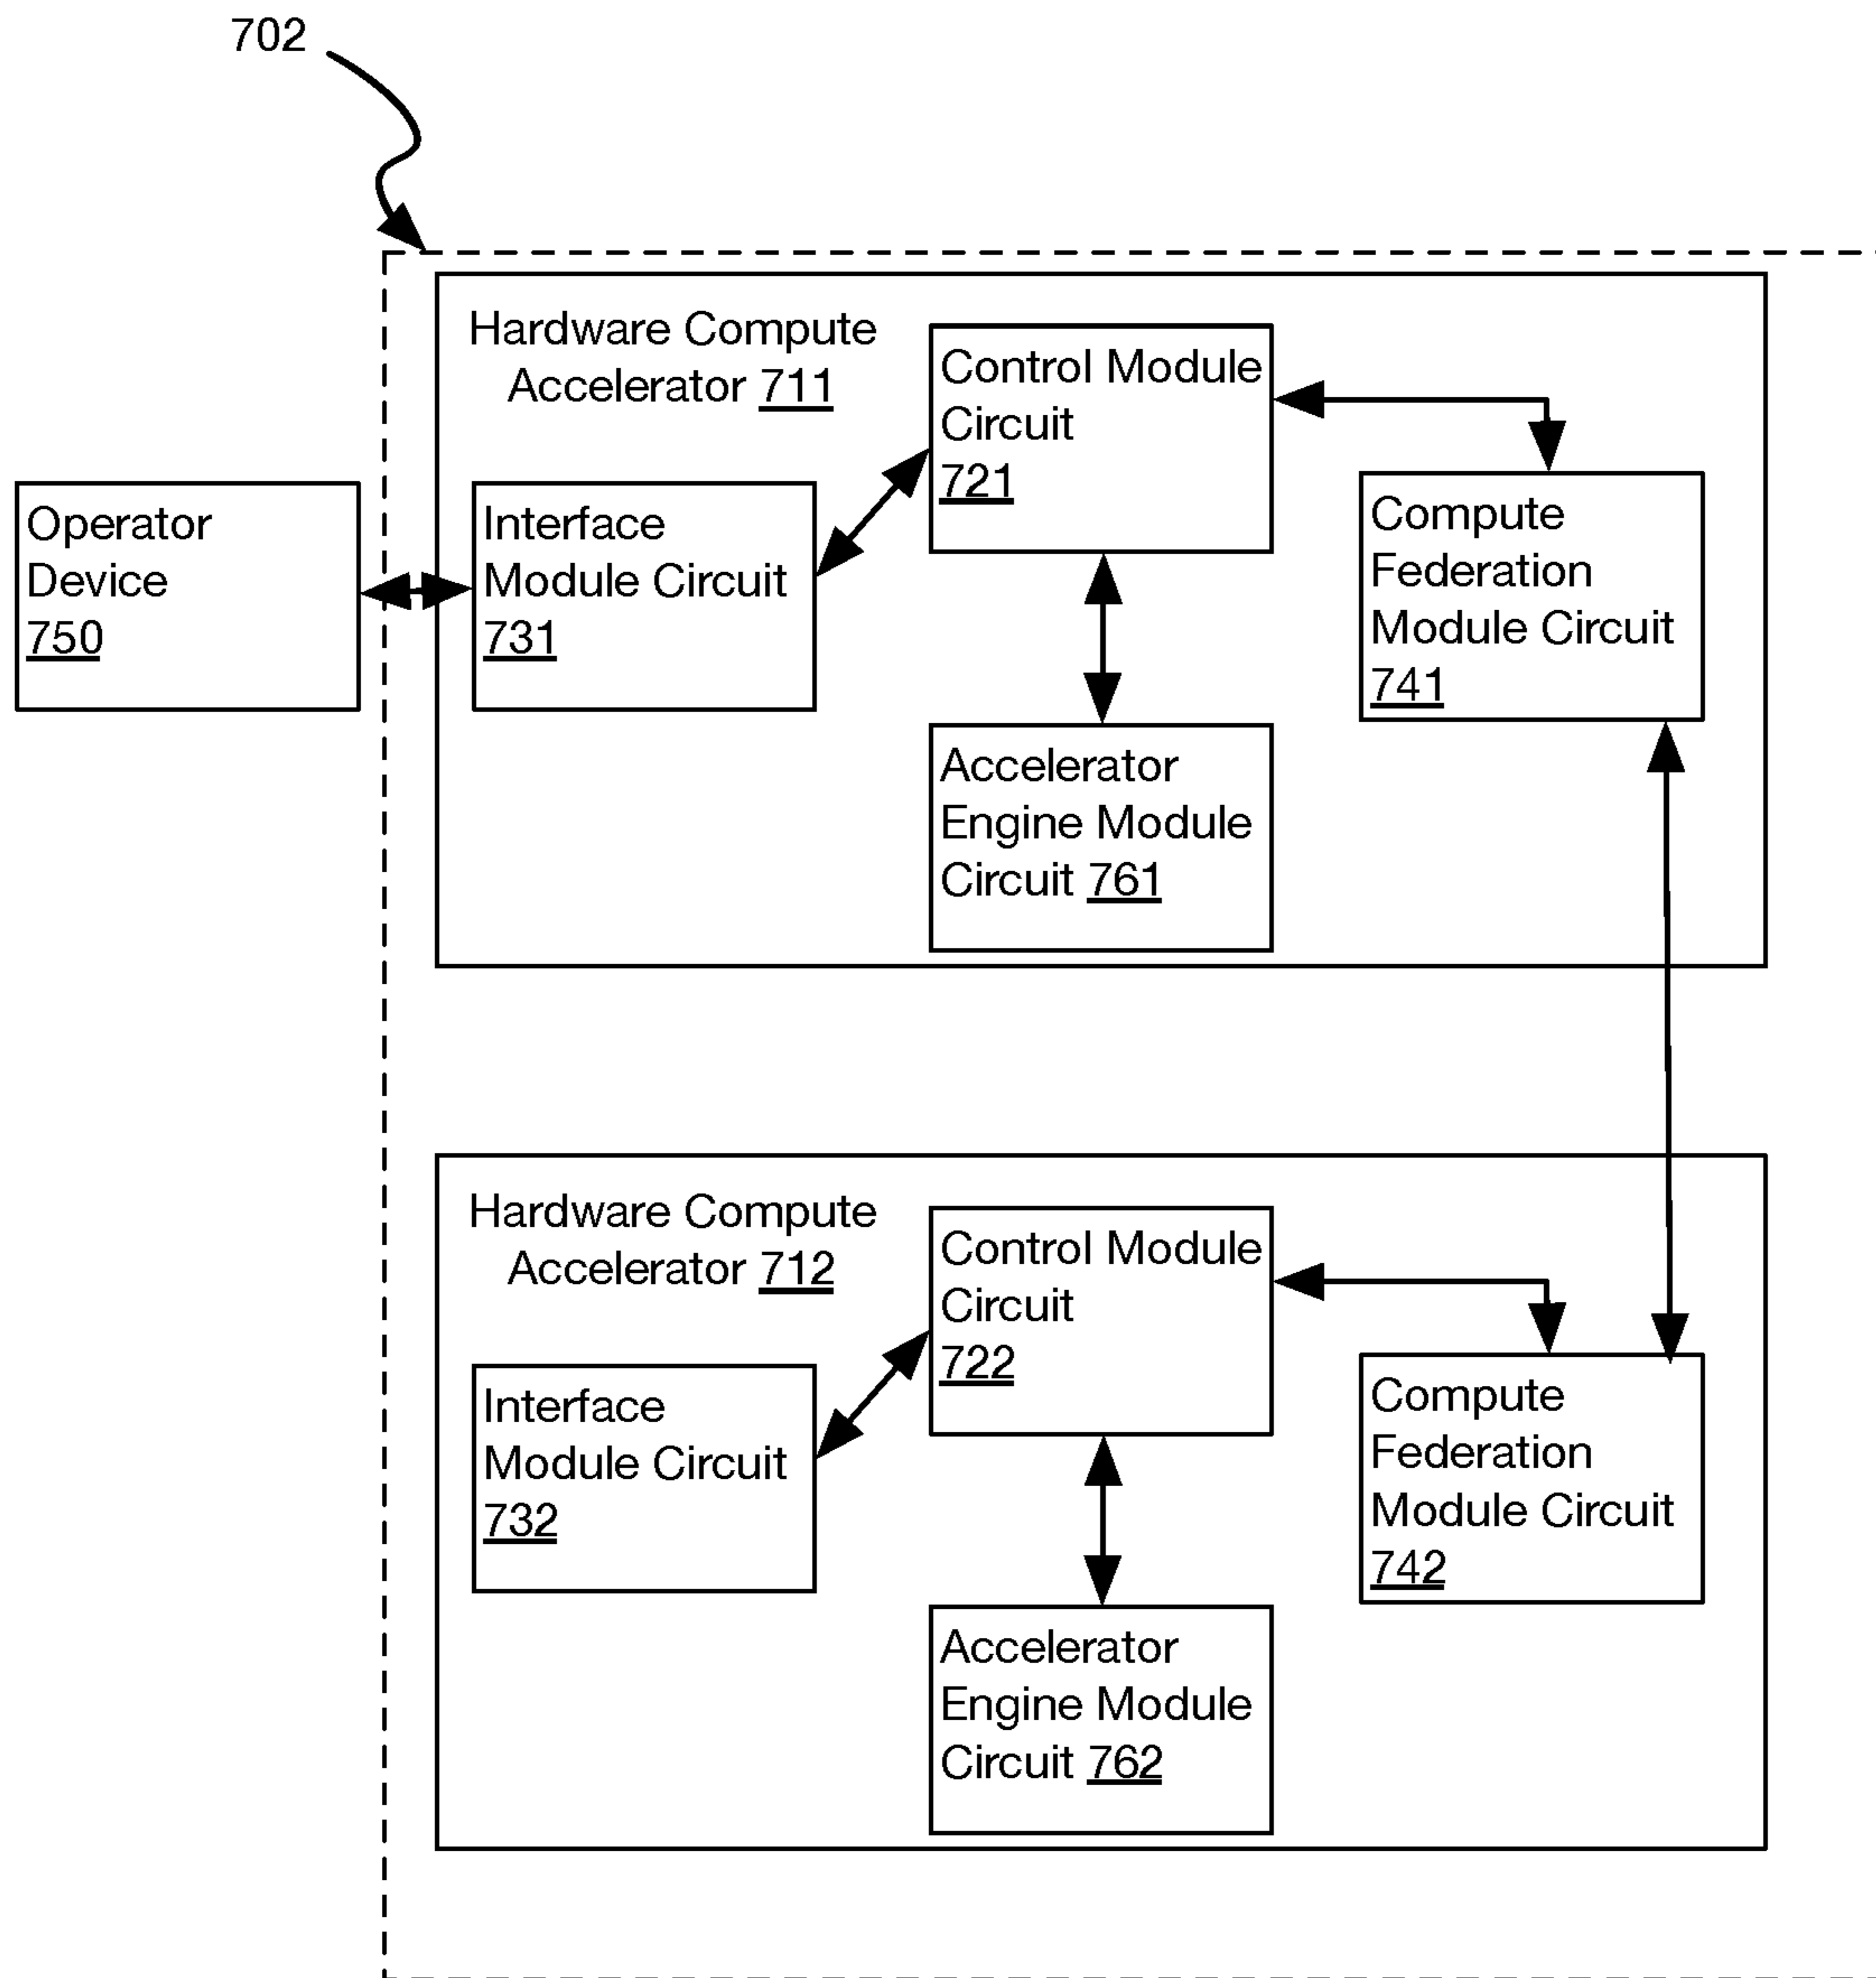 702
Hardware Compute
Accelerator 711
Control Module
Circuit
721
Operator
Device
750
Interface
Module Circuit
731
Compute
Federation
Module Circuit
741
Accelerator
Engine Module
Circuit 761
Hardware Compute
Accelerator 712
Control Module
Circuit
722
Interface
Module Circuit
732
Compute
Federation
Module Circuit
742
Accelerator
Engine Module
Circuit 762